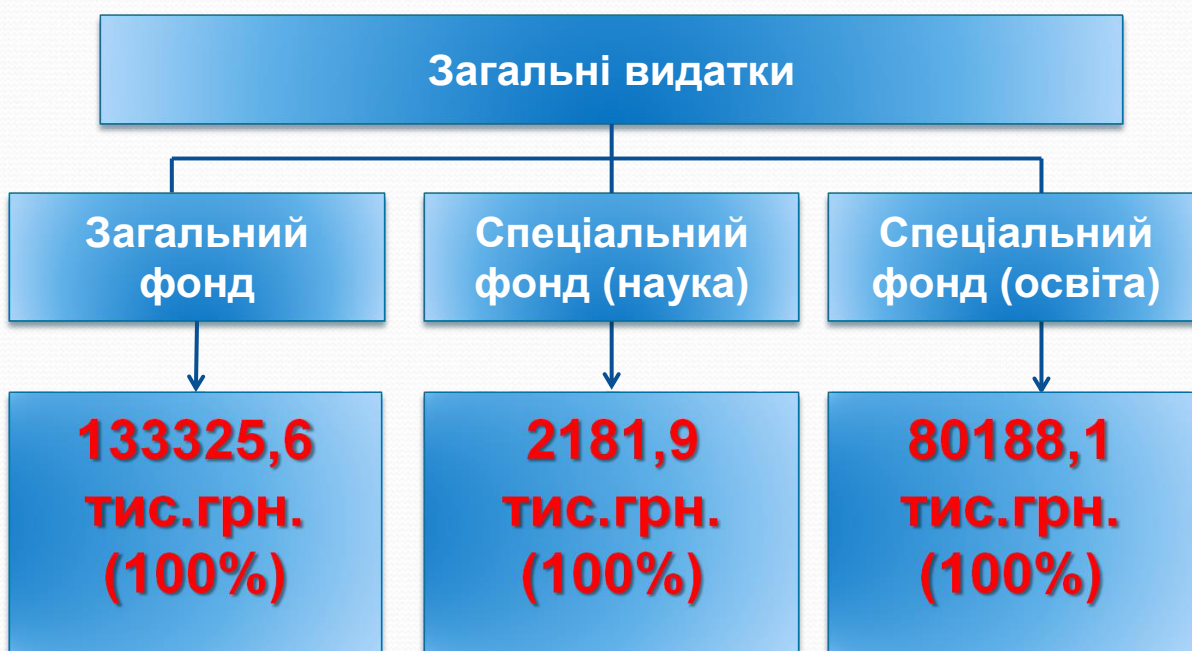 Загальні видатки
Загальний
фонд
Спеціальний
фонд (наука)
Спеціальний
фонд (освіта)
133325,6
тис.грн.
(100%)
2181,9
тис.грн.
(100%)
80188,1
тис.грн.
(100%)